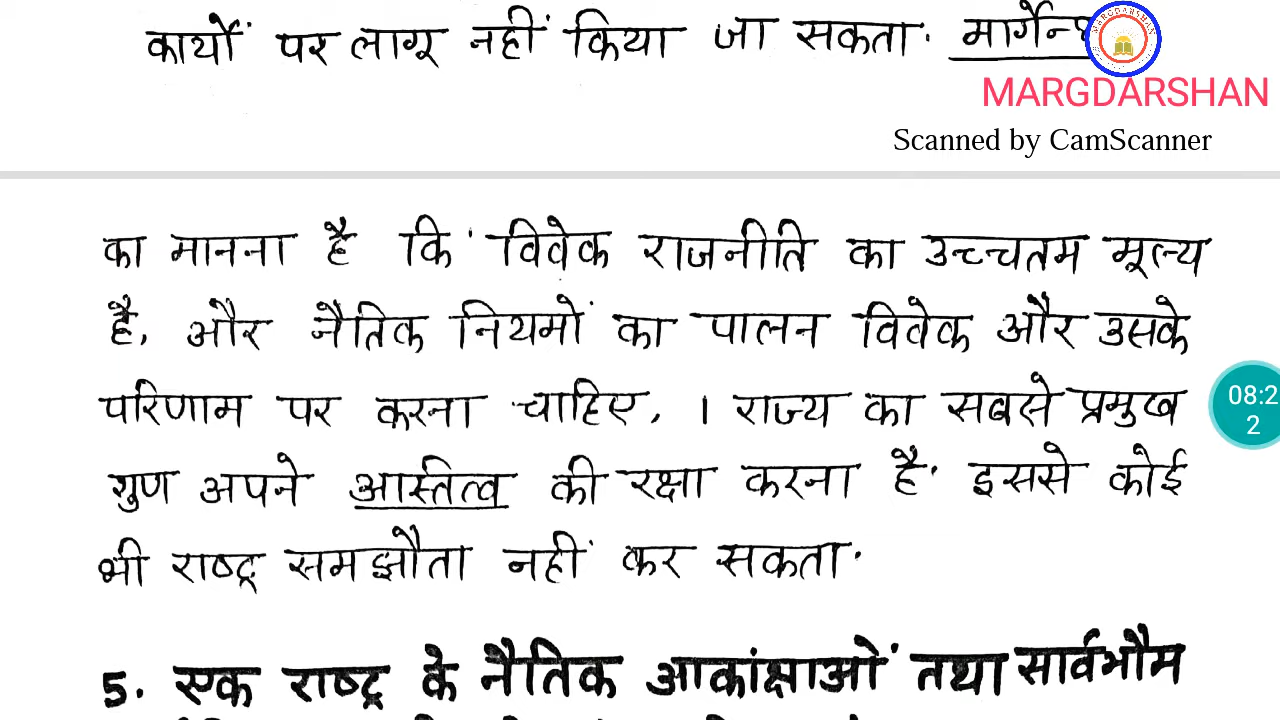 कार्यों पर लागू नहीं किया जा सकता. मार्गेन्
MARGDARSHAN
MARGDARSHAN
Scanned by CamScanner
का मानना है कि विवेक राजनीति का उच्चतम मूल्य
है, और नैतिक नियमों का पालन विवेक और उसके
परिणाम पर करना चाहिए, । राज्य का सबसे प्रमुख
गुण अपने अस्तित्व की रक्षा करना है. इससे कोई
भी राष्ट्र समझौता नहीं कर सकता.
08:2
2
5. एक राष्ट्र के नैतिक आकांक्षाओं तथा सार्वभौम